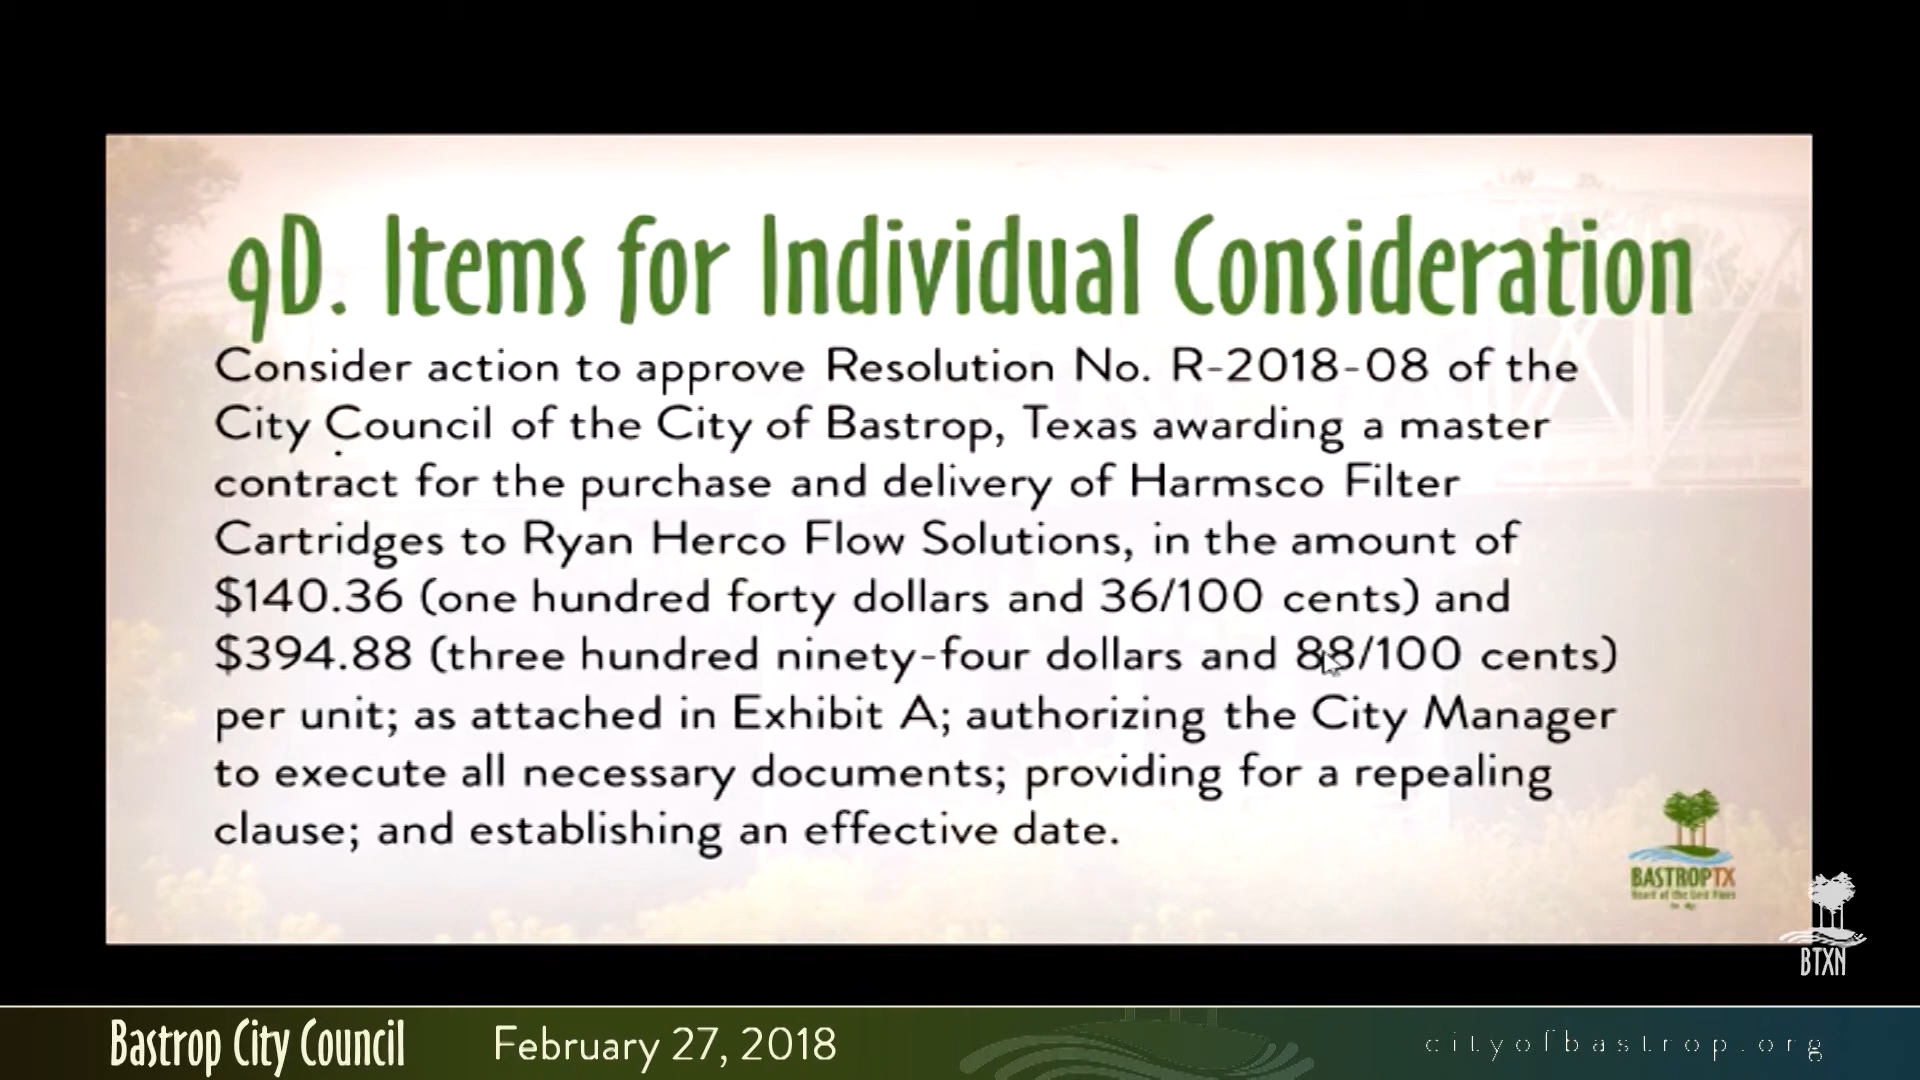 9D. Items for Individual Consideration
Consider action to approve Resolution No. R-2018-08 of the
City Council of the City of Bastrop, Texas awarding a master
contract for the purchase and delivery of Harmsco Filter
Cartridges to Ryan Herco Flow Solutions, in the amount of
$140.36 (one hundred forty dollars and 36/100 cents) and
$394.88 (three hundred ninety-four dollars and 88/100 cents)
per unit; as attached in Exhibit A; authorizing the City Manager
to execute all necessary documents; providing for a repealing
clause; and establishing an effective date.
BASTROPTX
Heart of the Lost Pines
BTXN
Bastrop City Council February 27, 2018 cityofbastrop.org